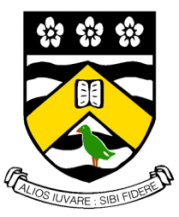 ALIOS IUVARE : SIBI FIDERE